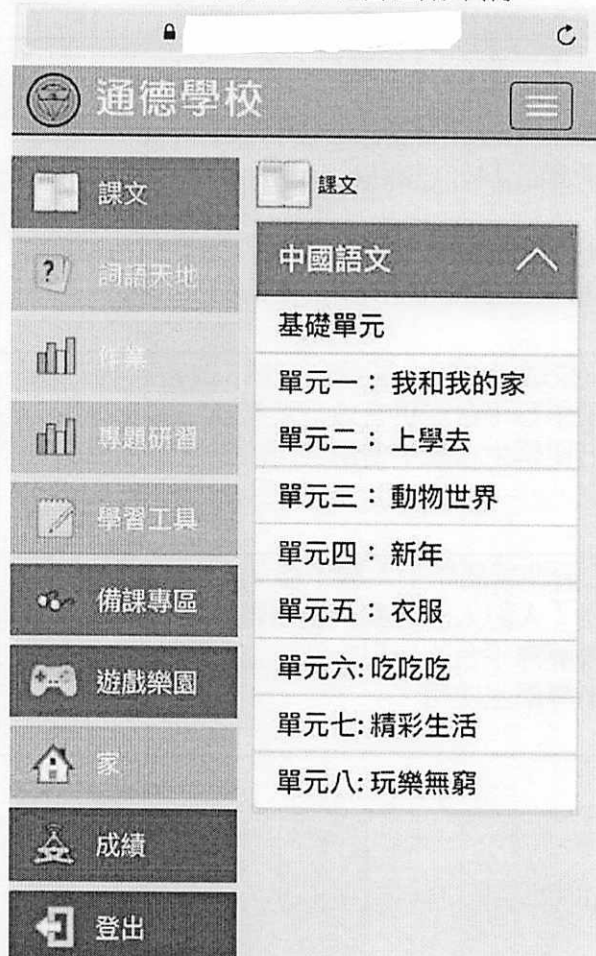 通德學校
課文
詞語天地
作業
專題研習
學習工具
備課專區
遊戲樂園
家
成績
登出
課文
中國語文
基礎單元
單元一：我和我的家
單元二：上學去
單元三：動物世界
單元四：新年
單元五：衣服
單元六: 吃吃吃
單元七: 精彩生活
單元八: 玩樂無窮